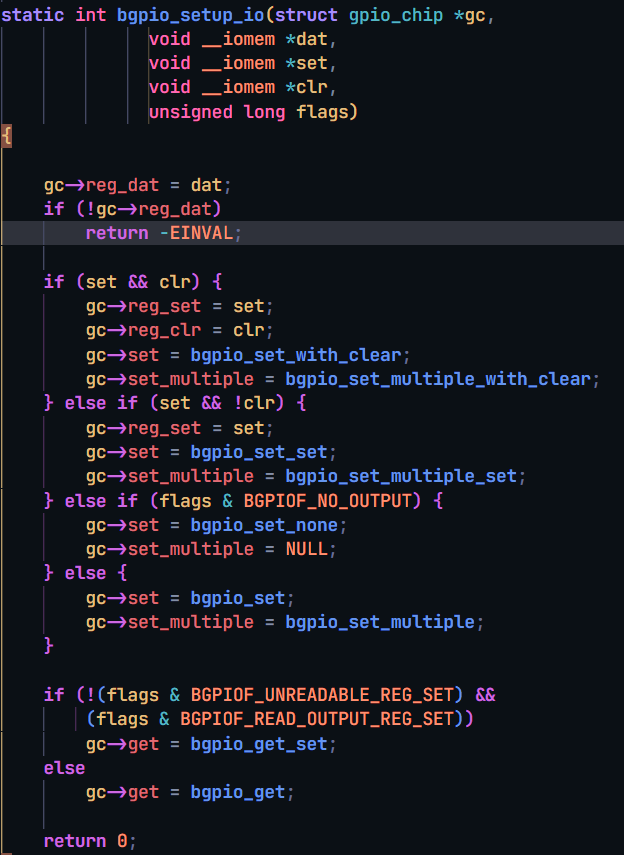 static int bgpio_setup_io(struct gpio_chip *gc,
void __iomem *dat,
void __iomem *set,
void __iomem *clr,
unsigned long flags)
{
gc->reg_dat = dat;
if (!gc->reg_dat)
return -EINVAL;
if (set && clr) {
gc->reg_set = set;
gc->reg_clr = clr;
gc->set = bgpio_set_with_clear;
gc->set_multiple = bgpio_set_multiple_with_clear;
} else if (set && !clr) {
gc->reg_set = set;
gc->set = bgpio_set_set;
gc->set_multiple = bgpio_set_multiple_set;
} else if (flags & BGPIOF_NO_OUTPUT) {
gc->set = bgpio_set_none;
gc->set_multiple = NULL;
} else {
gc->set = bgpio_set;
gc->set_multiple = bgpio_set_multiple;
}
if (!(flags & BGPIOF_UNREADABLE_REG_SET) &&
(flags & BGPIOF_READ_OUTPUT_REG_SET))
gc->get = bgpio_get_set;
else
gc->get = bgpio_get;
return 0;